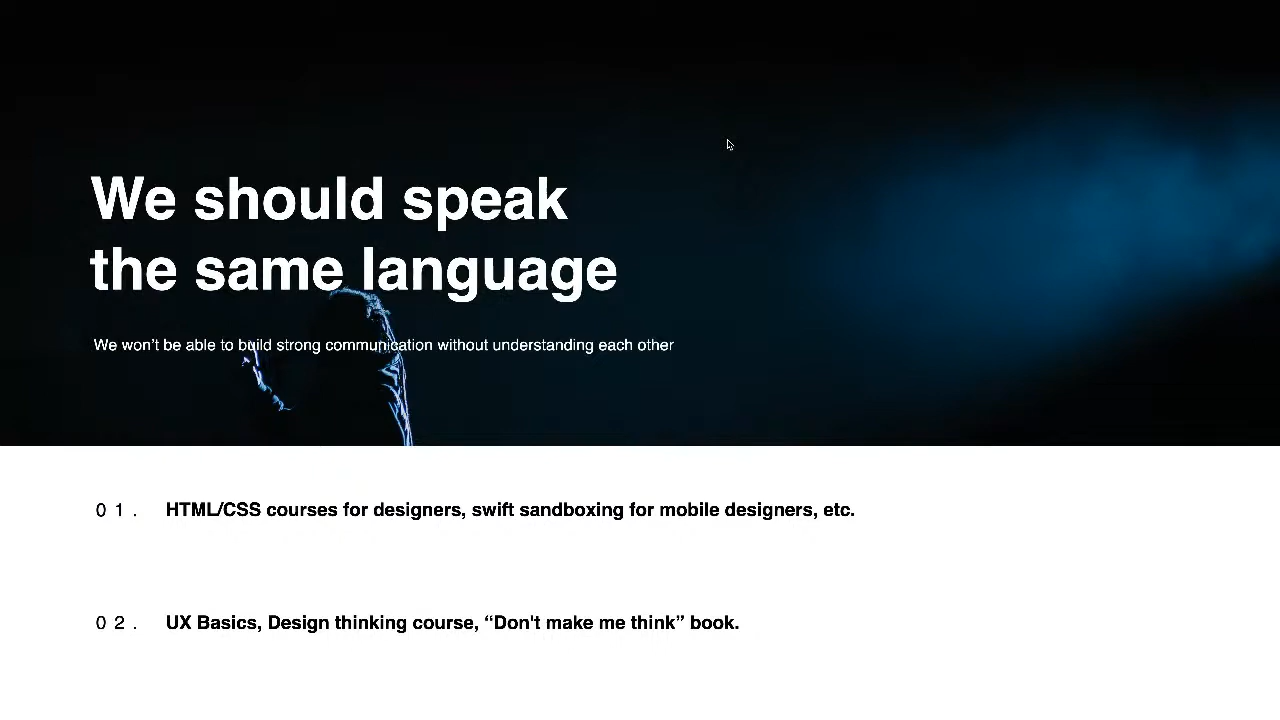 We should speak
the same language
We won’t be able to build strong communication without understanding each other
01. HTML/CSS courses for designers, swift sandboxing for mobile designers, etc.
02. UX Basics, Design thinking course, “Don't make me think” book.